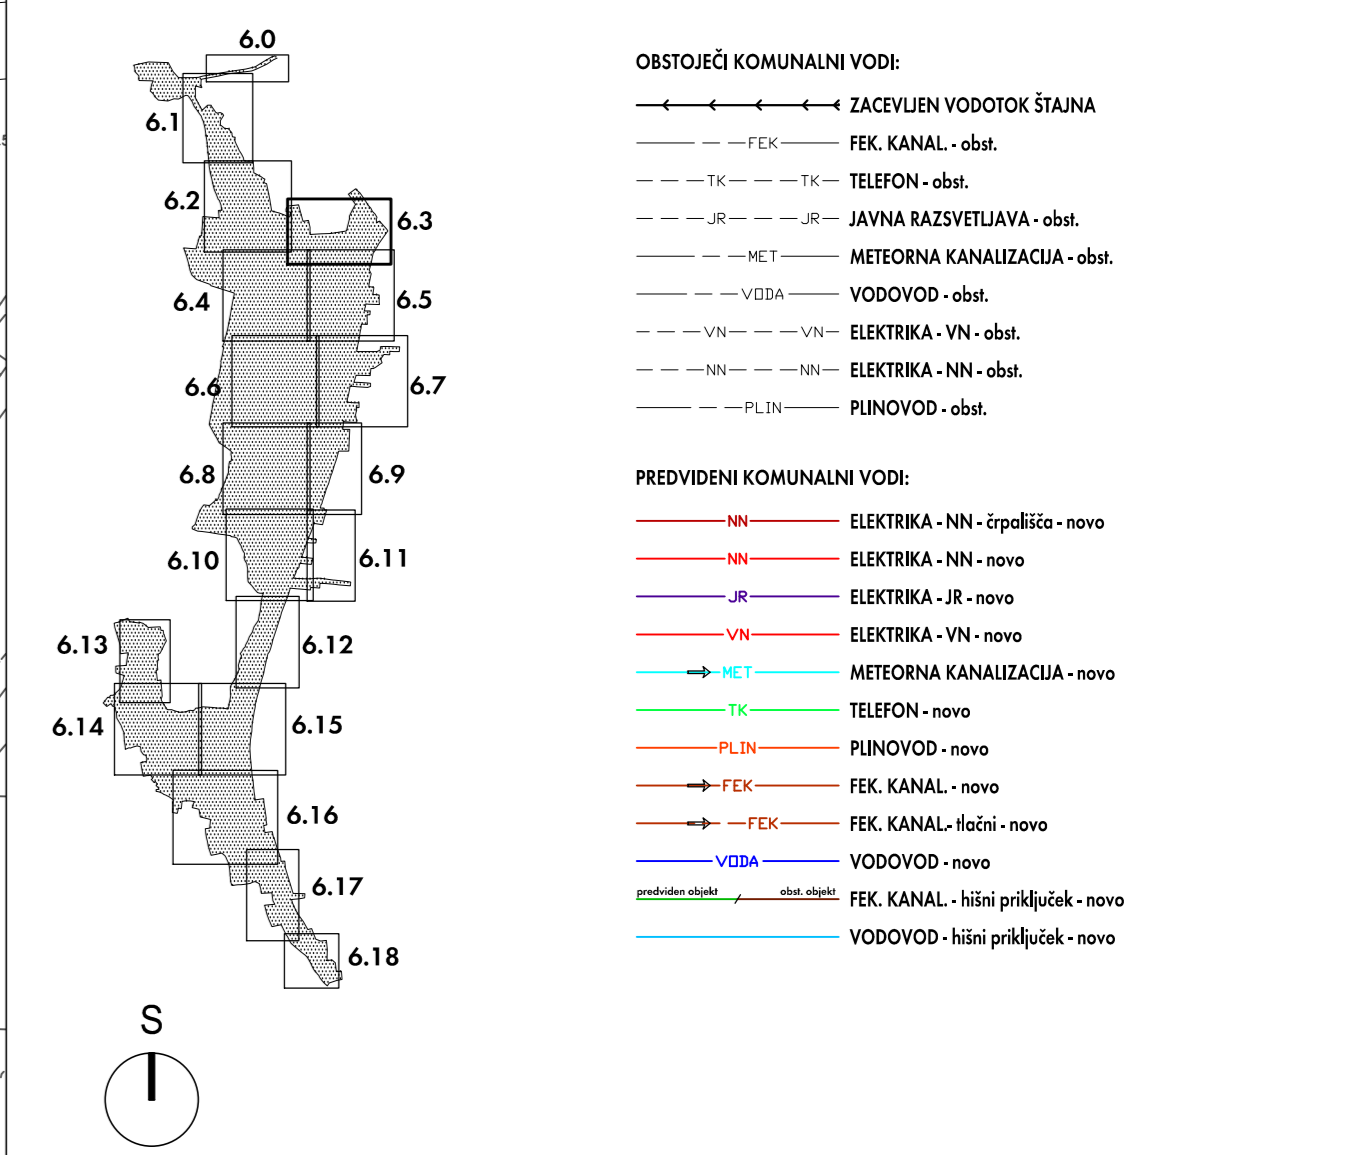 6.0
6.1
6.2
6.3
6.4
6.5
6.6
6.7
6.8
6.9
6.10
6.11
6.12
6.13
6.14
6.15
6.16
6.17
6.18
S
OBSTOJEČI KOMUNALNI VODI:
ZACEVLJEN VODOTOK ŠTAJNA
FEK FEK. KANAL. - obst.
TK TK TELEFON - obst.
JR JR JAVNA RAZSVETLJAVA - obst.
MET METEORNA KANALIZACIJA - obst.
VODA VODOVOD - obst.
VN VN ELEKTRIKA - VN - obst.
NN NN ELEKTRIKA - NN - obst.
PLIN PLINOVOD - obst.
PREDVIDENI KOMUNALNI VODI:
NN ELEKTRIKA - NN - črpališča - novo
NN ELEKTRIKA - NN - novo
JR ELEKTRIKA - JR - novo
VN ELEKTRIKA - VN - novo
MET METEORNA KANALIZACIJA - novo
TK TELEFON - novo
PLIN PLINOVOD - novo
FEK FEK. KANAL. - novo
FEK FEK. KANAL.- tlačni - novo
VODA VODOVOD - novo
predviden objekt obst. objekt FEK. KANAL. - hišni priključek - novo
VODOVOD - hišni priključek - novo